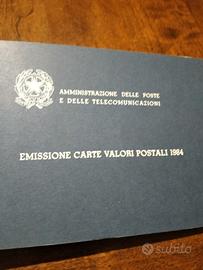 AMMINISTRAZIONE DELLE POSTE
E DELLE TELECOMUNICAZIONI
EMISSIONE CARTE VALORI POSTALI 1984
subito